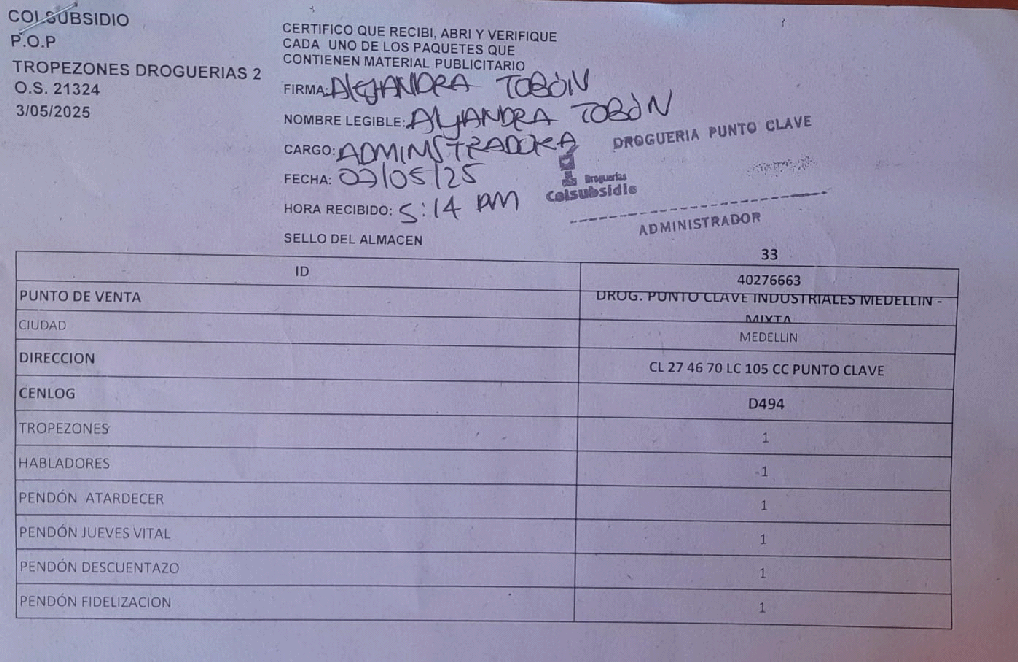 COLSUBSIDIO
P.O.P
TROPEZONES DROGUERIAS 2
O.S. 21324
3/05/2025
CERTIFICO QUE RECIBI, ABRI Y VERIFIQUE
CADA UNO DE LOS PAQUETES QUE
CONTIENEN MATERIAL PUBLICITARIO
FIRMA: ALEJANDRA TOBÓN
NOMBRE LEGIBLE: ALJANDRA TOBÓN
CARGO: ADMINISTRADORA
FECHA: 09/05/25
HORA RECIBIDO: 5:14 PM
SELLO DEL ALMACEN
DROGUERIA PUNTO CLAVE
Droguerías
Colsubsidio
ADMINISTRADOR
33
ID 40276663
PUNTO DE VENTA DROG. PUNTO CLAVE INDUSTRIALES MEDELLIN - MIXTA
CIUDAD MEDELLIN
DIRECCION CL 27 46 70 LC 105 CC PUNTO CLAVE
CENLOG D494
TROPEZONES 1
HABLADORES 1
PENDÓN ATARDECER 1
PENDÓN JUEVES VITAL 1
PENDÓN DESCUENTAZO 1
PENDÓN FIDELIZACION 1